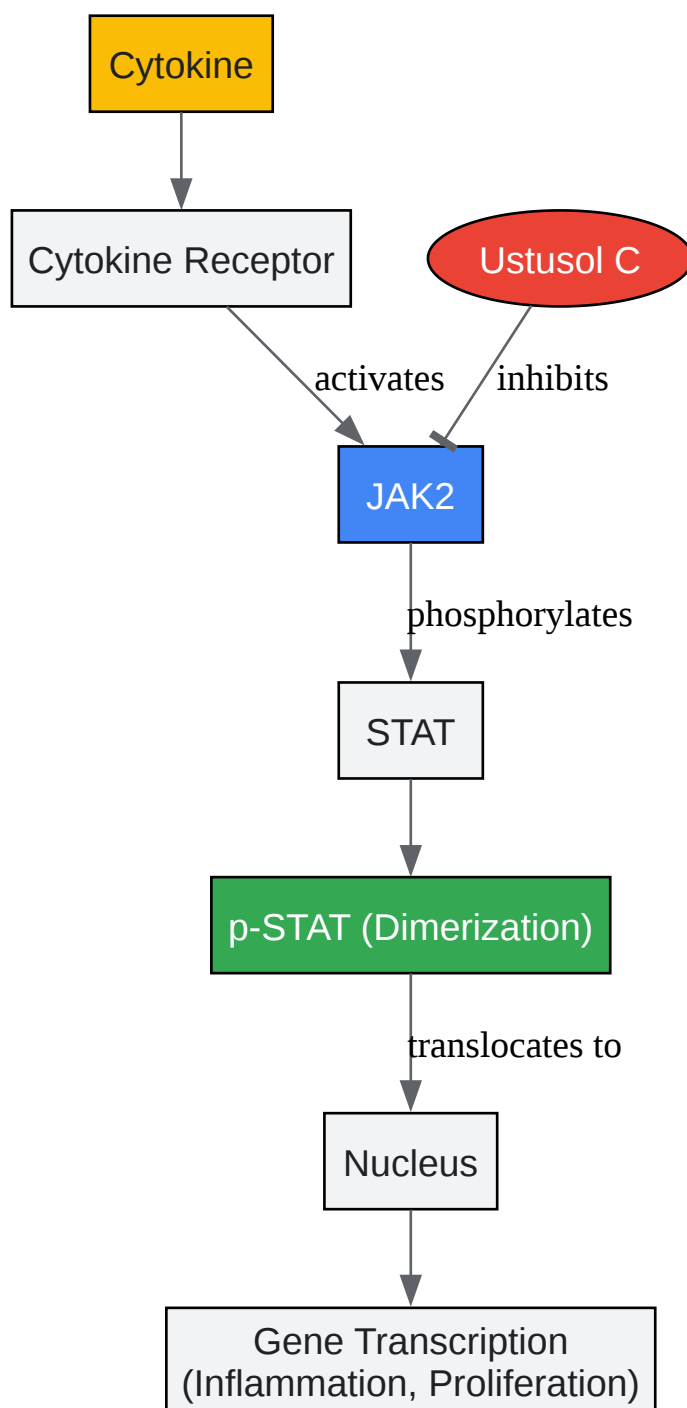 Cytokine
Cytokine Receptor
Ustusol C
activates
inhibits
JAK2
phosphorylates
STAT
p-STAT (Dimerization)
translocates to
Nucleus
Gene Transcription
(Inflammation, Proliferation)